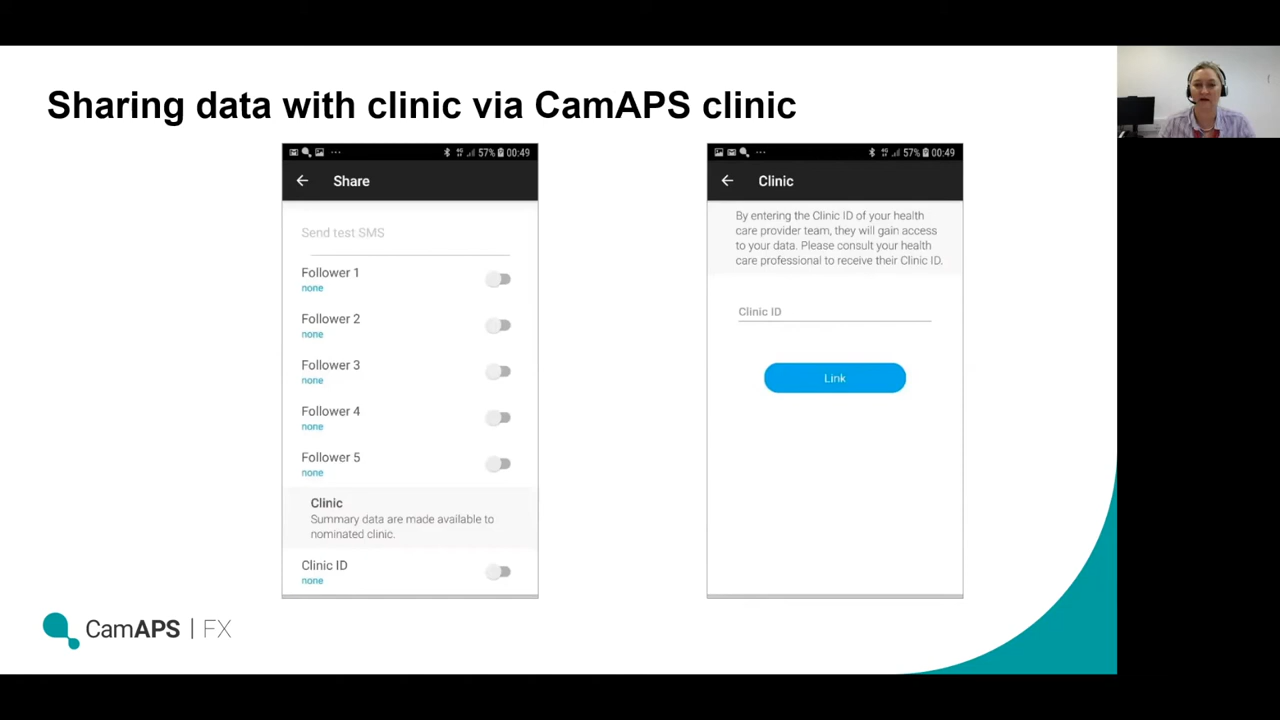 Sharing data with clinic via CamAPS clinic
57% 00:49
Share
Send test SMS
Follower 1
none
Follower 2
none
Follower 3
none
Follower 4
none
Follower 5
none
Clinic
Summary data are made available to
nominated clinic.
Clinic ID
none
57% 00:49
Clinic
By entering the Clinic ID of your health
care provider team, they will gain access
to your data. Please consult your health
care professional to receive their Clinic ID.
Clinic ID
Link
CamAPS | FX